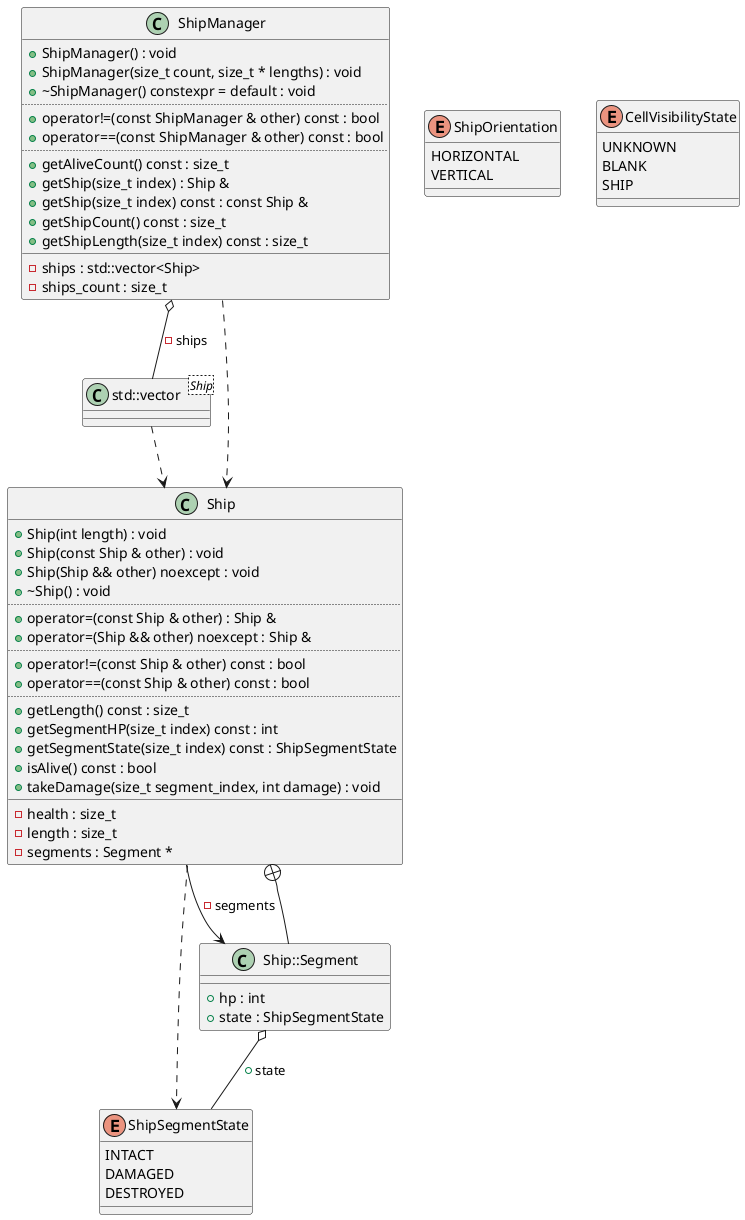 C ShipManager
ShipManager() : void
ShipManager(size_t count, size_t * lengths) : void
~ShipManager() constexpr = default : void
operator!=(const ShipManager & other) const : bool
operator==(const ShipManager & other) const : bool
getAliveCount() const : size_t
getShip(size_t index) : Ship &
getShip(size_t index) const : const Ship &
getShipCount() const : size_t
getShipLength(size_t index) const : size_t
ships : std::vector<Ship>
ships_count : size_t
E ShipOrientation
HORIZONTAL
VERTICAL
E CellVisibilityState
UNKNOWN
BLANK
SHIP
ships
C std::vector
Ship
C Ship
Ship(int length) : void
Ship(const Ship & other) : void
Ship(Ship && other) noexcept : void
~Ship() : void
operator=(const Ship & other) : Ship &
operator=(Ship && other) noexcept : Ship &
operator!=(const Ship & other) const : bool
operator==(const Ship & other) const : bool
getLength() const : size_t
getSegmentHP(size_t index) const : int
getSegmentState(size_t index) const : ShipSegmentState
isAlive() const : bool
takeDamage(size_t segment_index, int damage) : void
health : size_t
length : size_t
segments : Segment *
segments
C Ship::Segment
hp : int
state : ShipSegmentState
state
E ShipSegmentState
INTACT
DAMAGED
DESTROYED